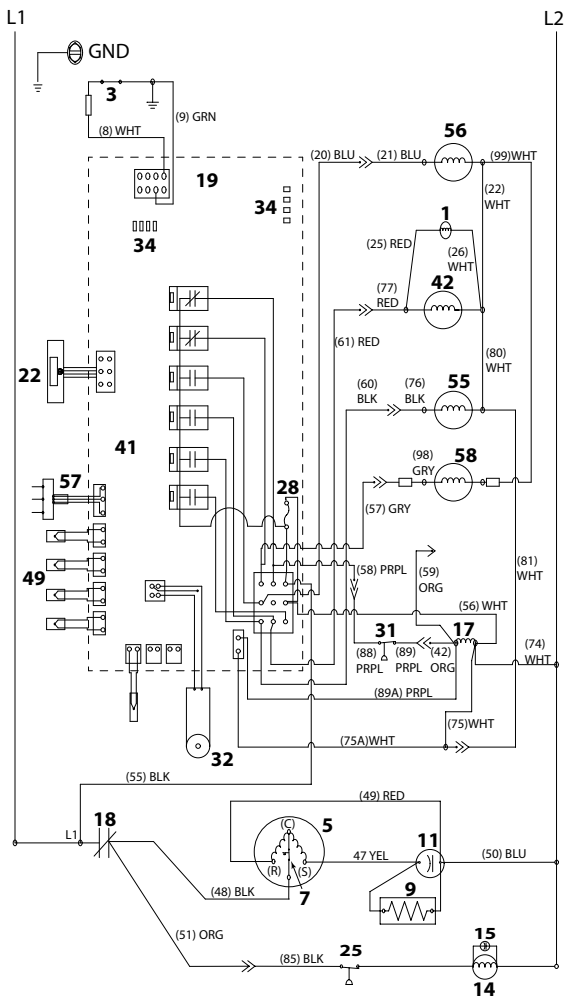 L1
L2
GND
3
(9) GRN
(8) WHT
19
34
34
(20) BLU
(21) BLU
56
(99)WHT
(22)
WHT
1
(25) RED
(26)
WHT
(77)
RED
42
(61) RED
(80)
WHT
22
(60)
BLK
(76)
BLK
55
41
57
28
(98)
GRY
58
(57) GRY
49
(58) PRPL
(59)
ORG
(81)
WHT
(56) WHT
31
17
(74)
WHT
(88)
PRPL
(89)
PRPL
(42)
ORG
(89A) PRPL
(75)WHT
(75A)WHT
32
(55) BLK
(49) RED
18
L1
5
(C)
(R)
(S)
7
47 YEL
11
(50) BLU
9
(48) BLK
(51) ORG
25
(85) BLK
15
14